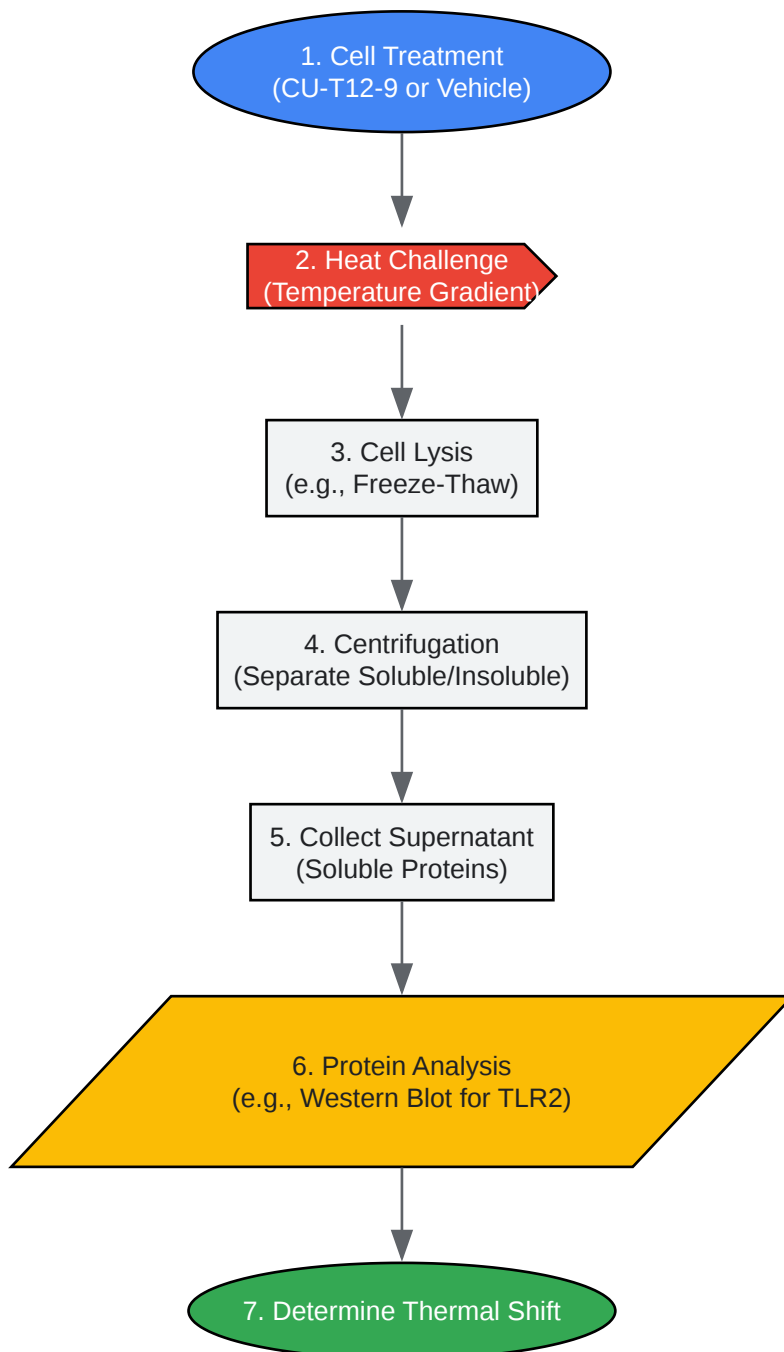 1. Cell Treatment
(CU-T12-9 or Vehicle)
2. Heat Challenge
(Temperature Gradient)
3. Cell Lysis
(e.g., Freeze-Thaw)
4. Centrifugation
(Separate Soluble/Insoluble)
5. Collect Supernatant
(Soluble Proteins)
6. Protein Analysis
(e.g., Western Blot for TLR2)
7. Determine Thermal Shift